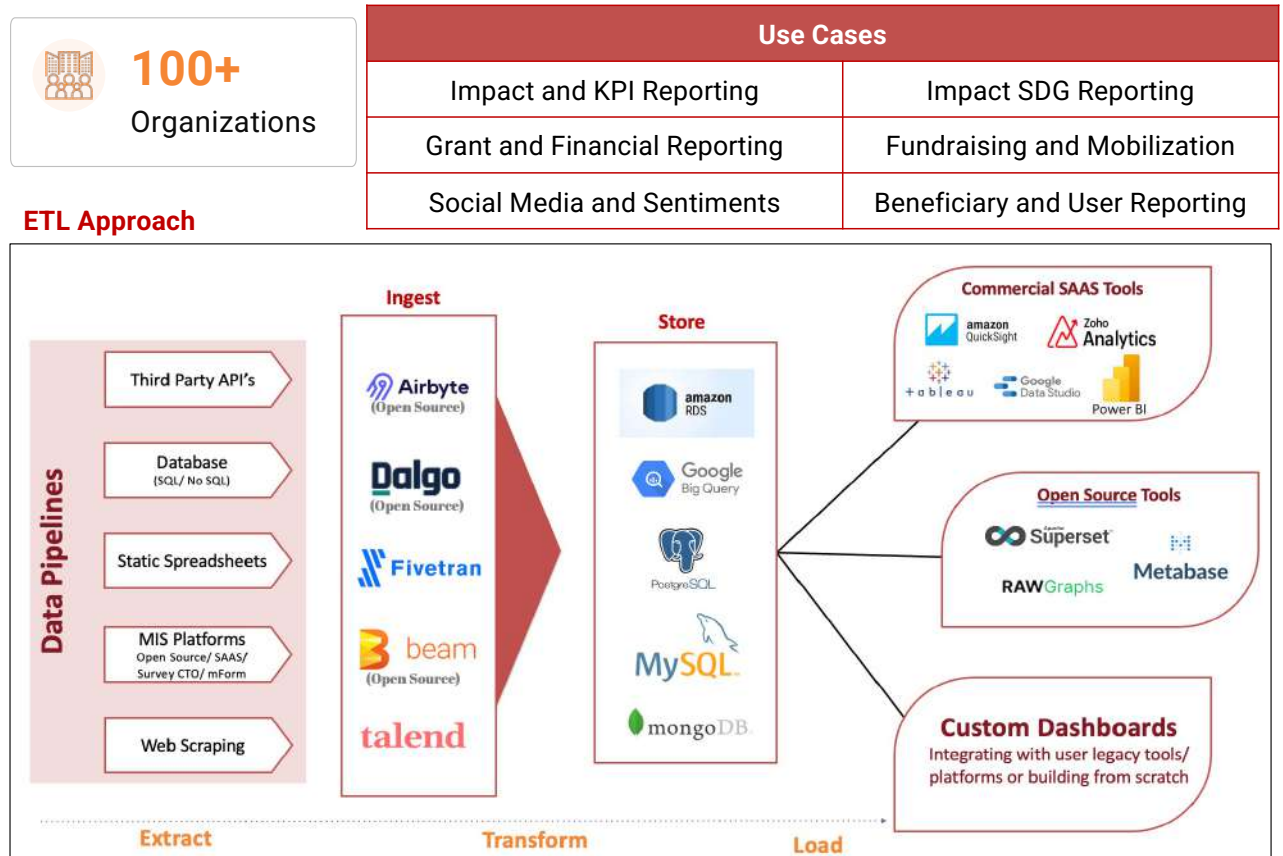 100+
Organizations
Use Cases
Impact and KPI Reporting
Impact SDG Reporting
Grant and Financial Reporting
Fundraising and Mobilization
Social Media and Sentiments
Beneficiary and User Reporting
ETL Approach
Data Pipelines
Third Party API's
Database
(SQL/ No SQL)
Static Spreadsheets
MIS Platforms
Open Source/ SAAS/
Survey CTO/ mForm
Web Scraping
Ingest
Airbyte
(Open Source)
Dalgo
(Open Source)
Fivetran
beam
(Open Source)
talend
Store
amazon
RDS
Google
Big Query
PostgreSQL
MySQL
mongoDB
Commercial SAAS Tools
amazon
QuickSight
Zoho
Analytics
+ableau
Google
Data Studio
Power BI
Open Source Tools
Apache
Superset
Metabase
RAWGraphs
Custom Dashboards
Integrating with user legacy tools/
platforms or building from scratch
Extract
Transform
Load